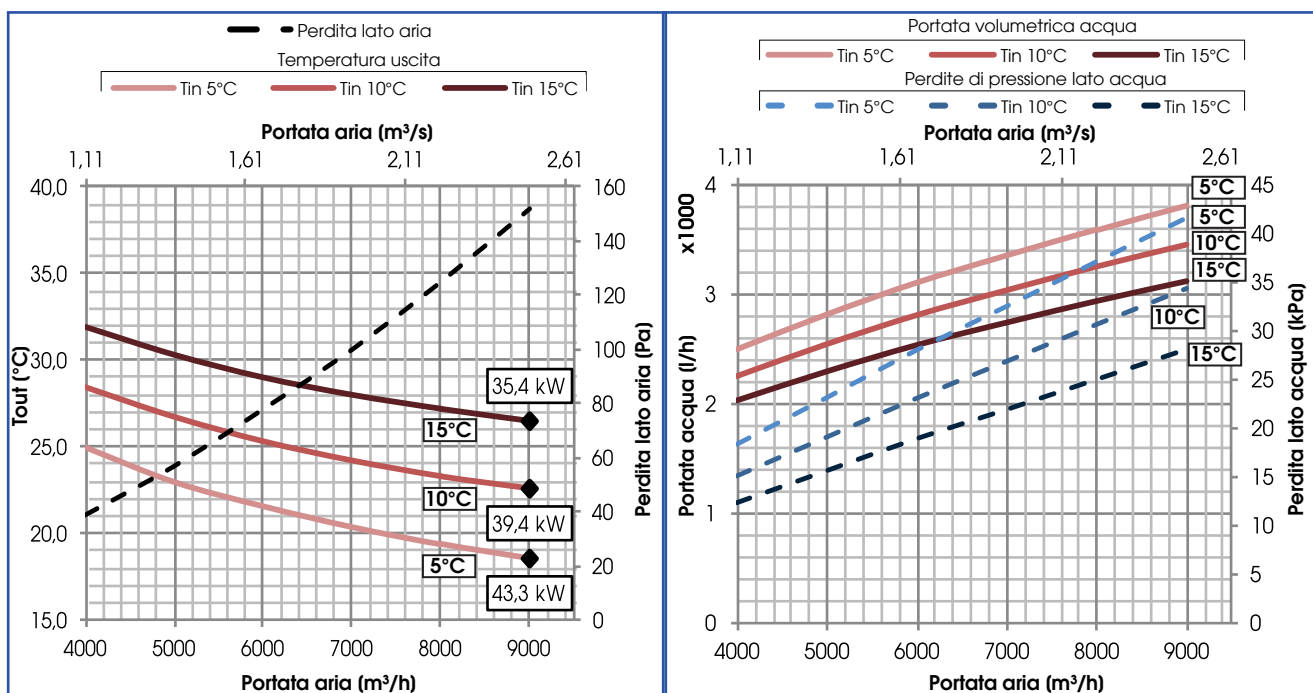 Perdita lato aria
Temperatura uscita
Tin 5°C Tin 10°C Tin 15°C
Portata aria (m³/s)
1,11 1,61 2,11 2,61
40,0
35,0
30,0
25,0
20,0
15,0
Tout (°C)
160
140
120
100
80
60
40
20
0
Perdita lato aria (Pa)
35,4 kW
15°C
10°C
39,4 kW
5°C
43,3 kW
4000 5000 6000 7000 8000 9000
Portata aria (m³/h)
Portata volumetrica acqua
Tin 5°C Tin 10°C Tin 15°C
Perdite di pressione lato acqua
Tin 5°C Tin 10°C Tin 15°C
Portata aria (m³/s)
1,11 1,61 2,11 2,61
4
3
2
1
0
x1000
Portata acqua (l/h)
45
40
35
30
25
20
15
10
5
0
Perdita lato acqua (kPa)
5°C
5°C
10°C
15°C
10°C
15°C
4000 5000 6000 7000 8000 9000
Portata aria (m³/h)